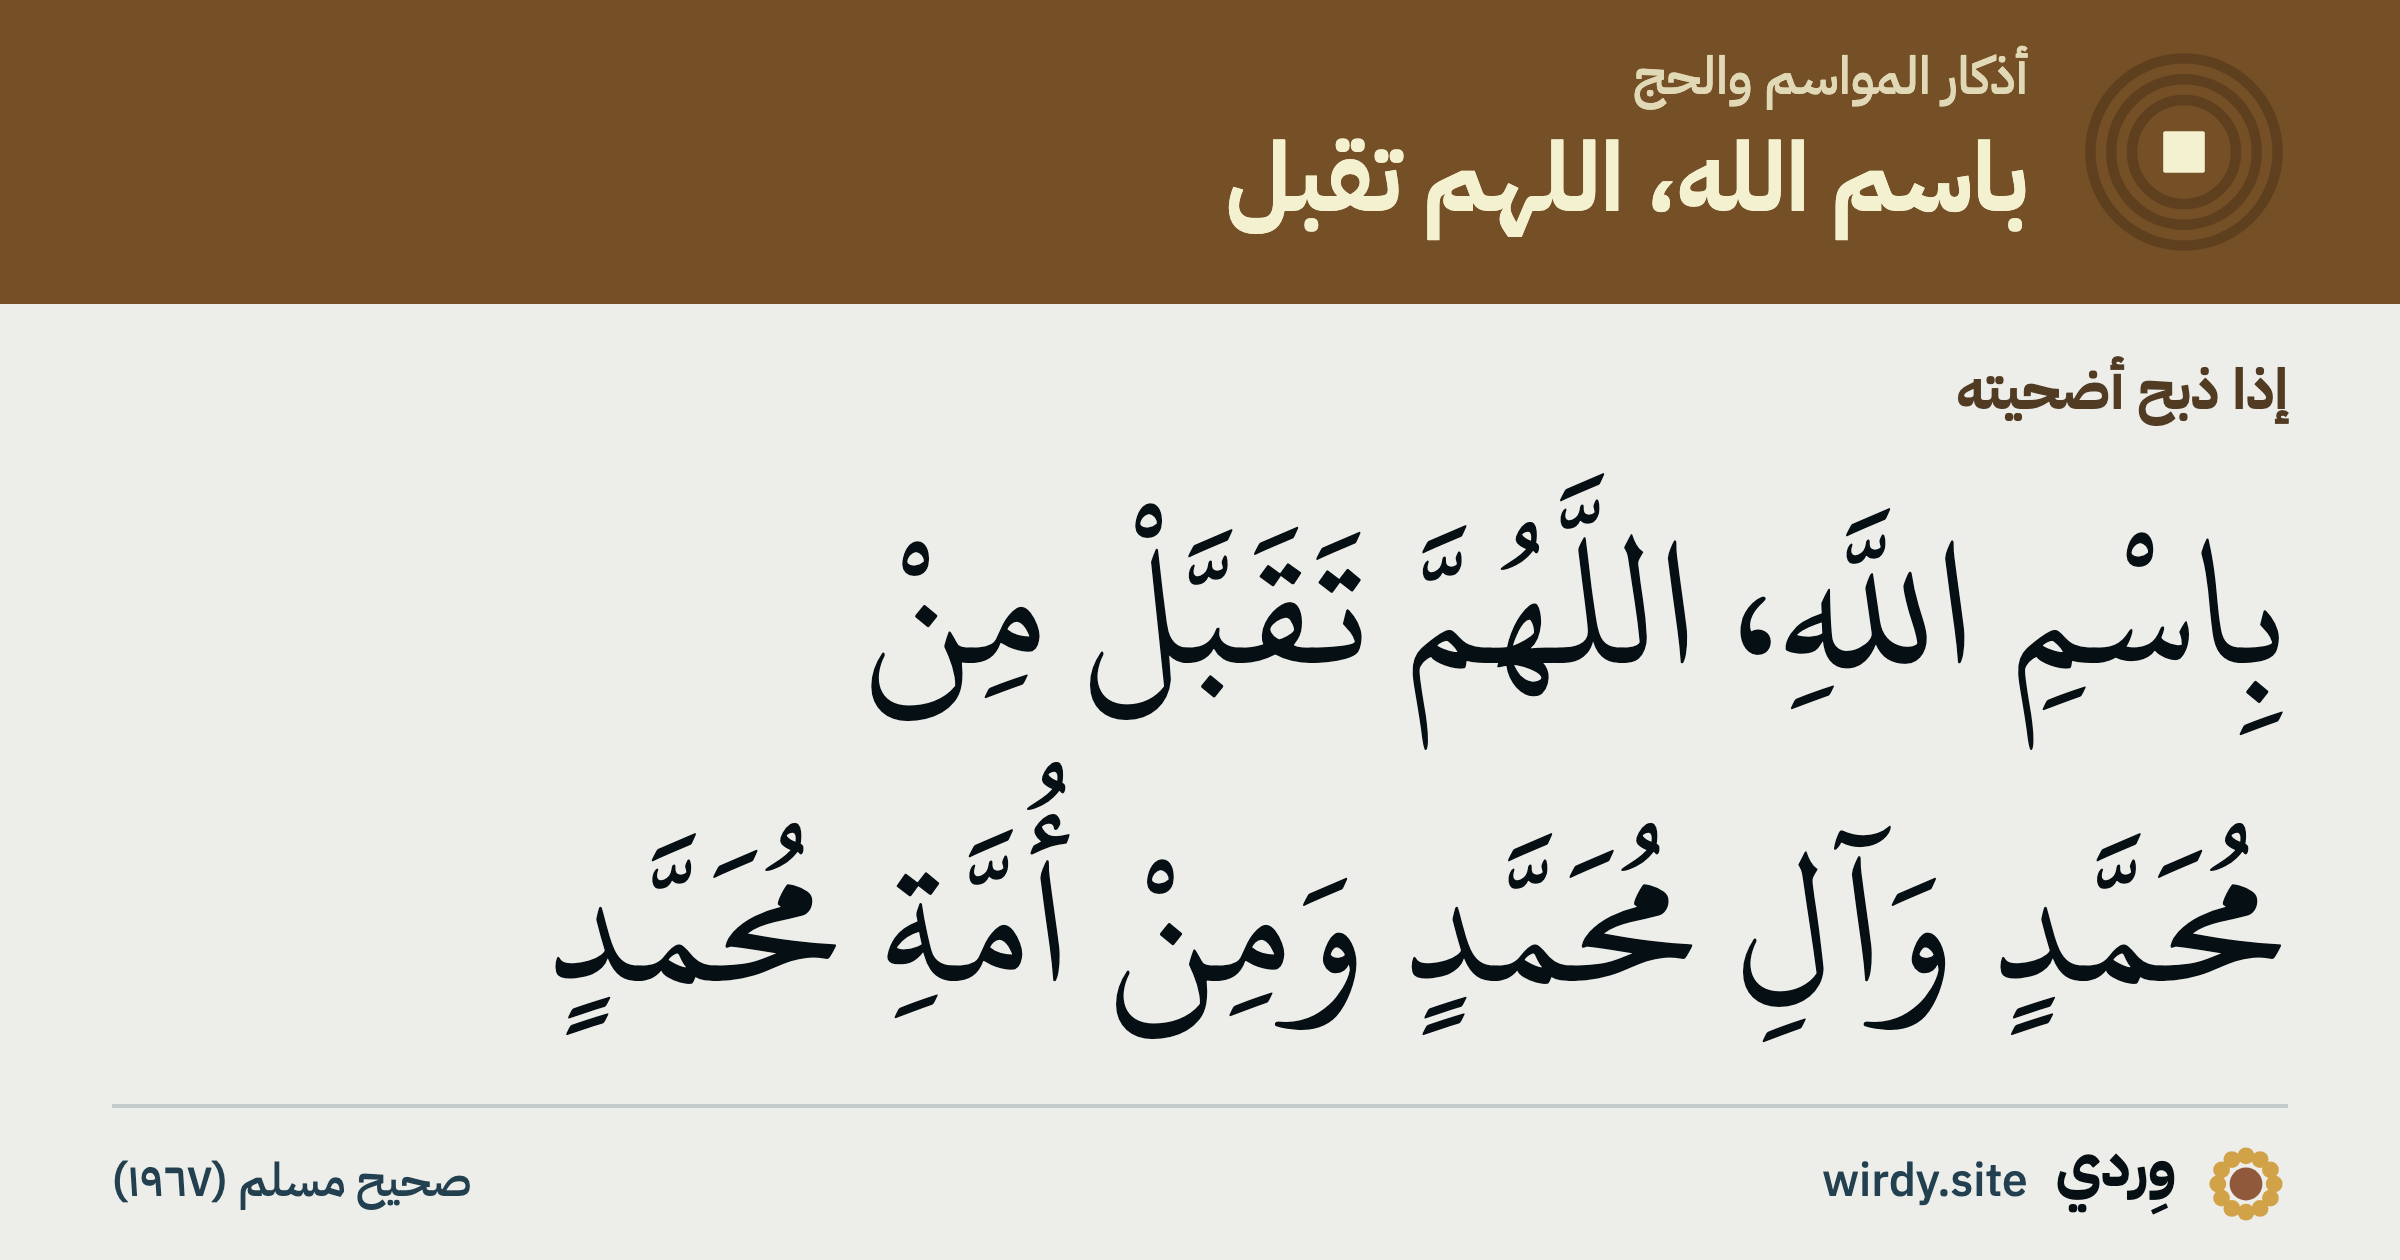 أذكار المواسم والحج
باسم الله، اللهم تقبل
إذا ذبح أضحيته
بِاسْمِ اللَّهِ، اللَّهُمَّ تَقَبَّلْ مِنْ
مُحَمَّدٍ وَآلِ مُحَمَّدٍ وَمِنْ أُمَّةِ مُحَمَّدٍ
وِردي wirdy.site
صحيح مسلم (١٩٦٧)